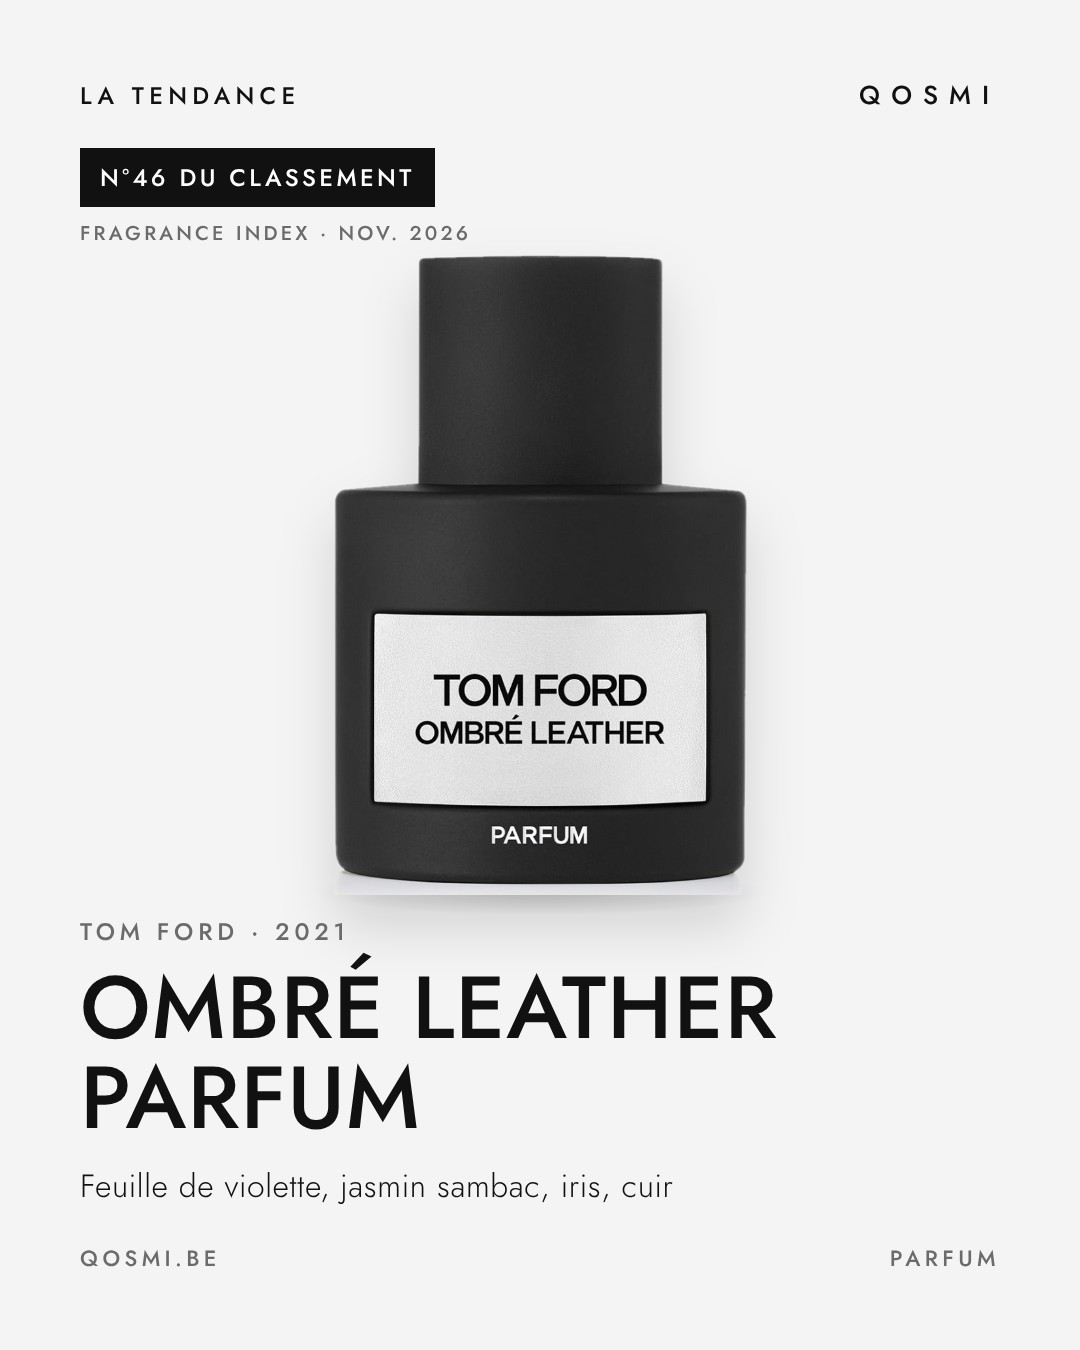 LA TENDANCE
QOSMI
N°46 DU CLASSEMENT
FRAGRANCE INDEX · NOV. 2026
TOM FORD
OMBRÉ LEATHER
PARFUM
TOM FORD · 2021
OMBRÉ LEATHER
PARFUM
Feuille de violette, jasmin sambac, iris, cuir
QOSMI.BE
PARFUM